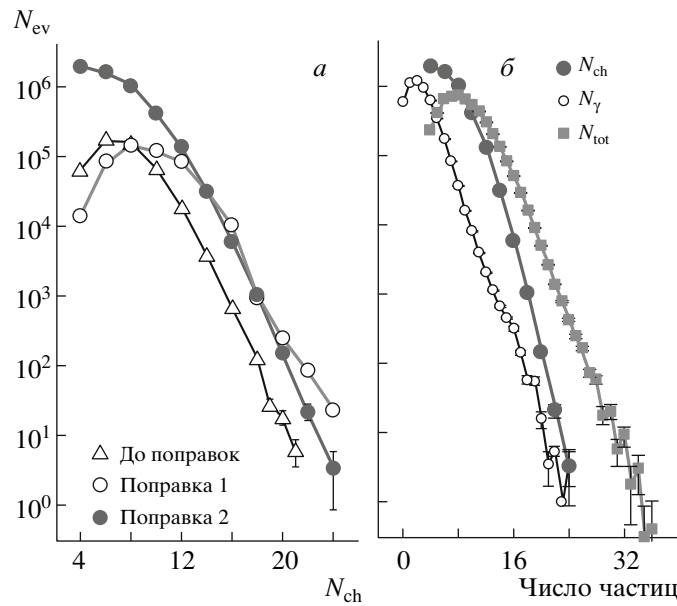 N_ev
а
б
N_ch
N_γ
N_tot
10^6
10^5
10^4
10^3
10^2
10^1
10^0
До поправок
Поправка 1
Поправка 2
4 12 20
0 16 32
N_ch
Число частиц